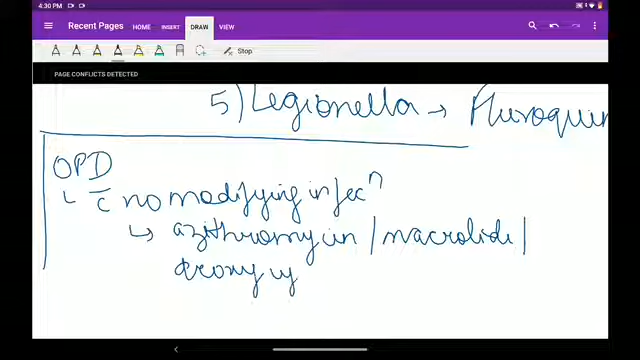 4:30 PM
Recent Pages HOME INSERT DRAW VIEW
Stop
PAGE CONFLICTS DETECTED
5) Legionella → Fluroquin
OPD
↳ c̅ no modifying infecⁿ
↳ azithromycin / macrolide /